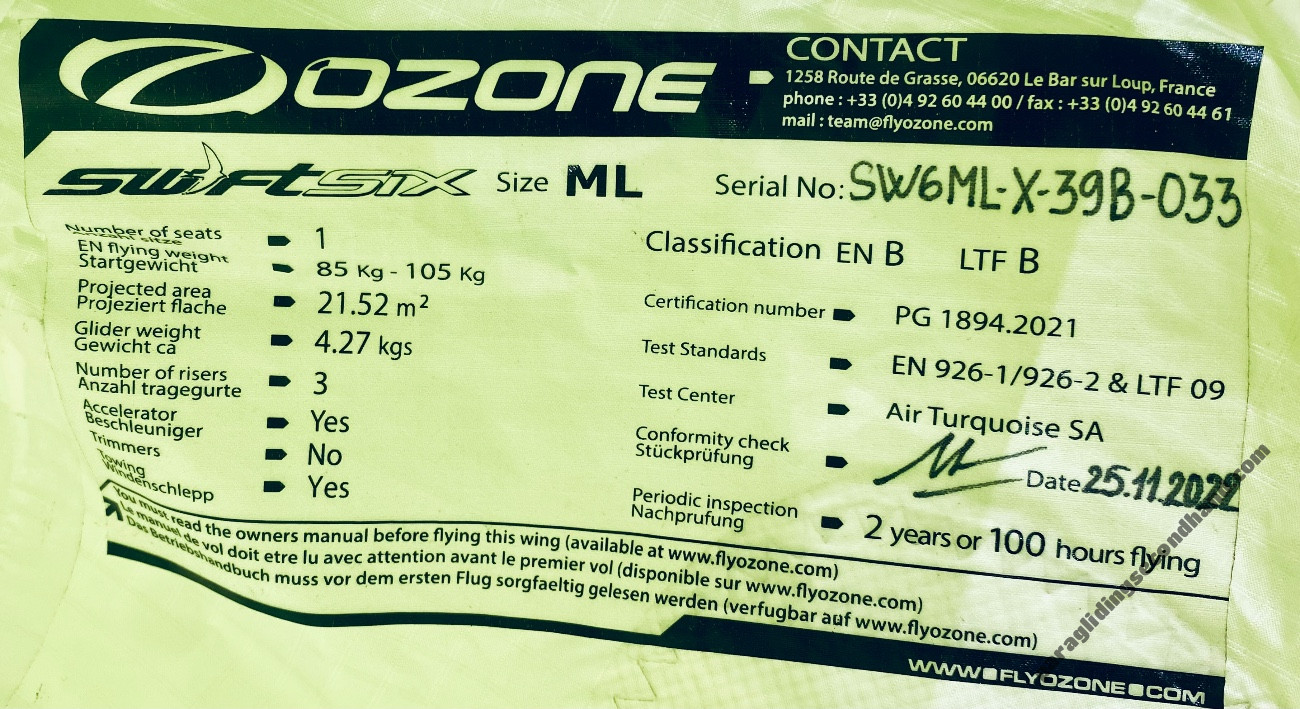 OZONE
CONTACT
1258 Route de Grasse, 06620 Le Bar sur Loup, France
phone : +33 (0)4 92 60 44 00 / fax : +33 (0)4 92 60 44 61
mail : team@flyozone.com
swiftsix Size ML Serial No: SW6ML-X-39B-033
Number of seats 1
Anzahl sitze
EN flying weight 85 Kg - 105 Kg
Startgewicht
Projected area 21.52 m²
Projeziert flache
Glider weight 4.27 kgs
Gewicht ca
Number of risers 3
Anzahl tragegurte
Accelerator Yes
Beschleuniger
Trimmers No
Towing Yes
Windenschlepp
Classification EN B LTF B
Certification number PG 1894.2021
Test Standards EN 926-1/926-2 & LTF 09
Test Center Air Turquoise SA
Conformity check
Stückprüfung Date 25.11.2022
Periodic inspection 2 years or 100 hours flying
Nachprufung
You must read the owners manual before flying this wing (available at www.flyozone.com)
Le manuel de vol doit etre lu avec attention avant le premier vol (disponible sur www.flyozone.com)
Das Betriebshandbuch muss vor dem ersten Flug sorgfaeltig gelesen werden (verfugbar auf www.flyozone.com)
WWW.FLYOZONE.COM